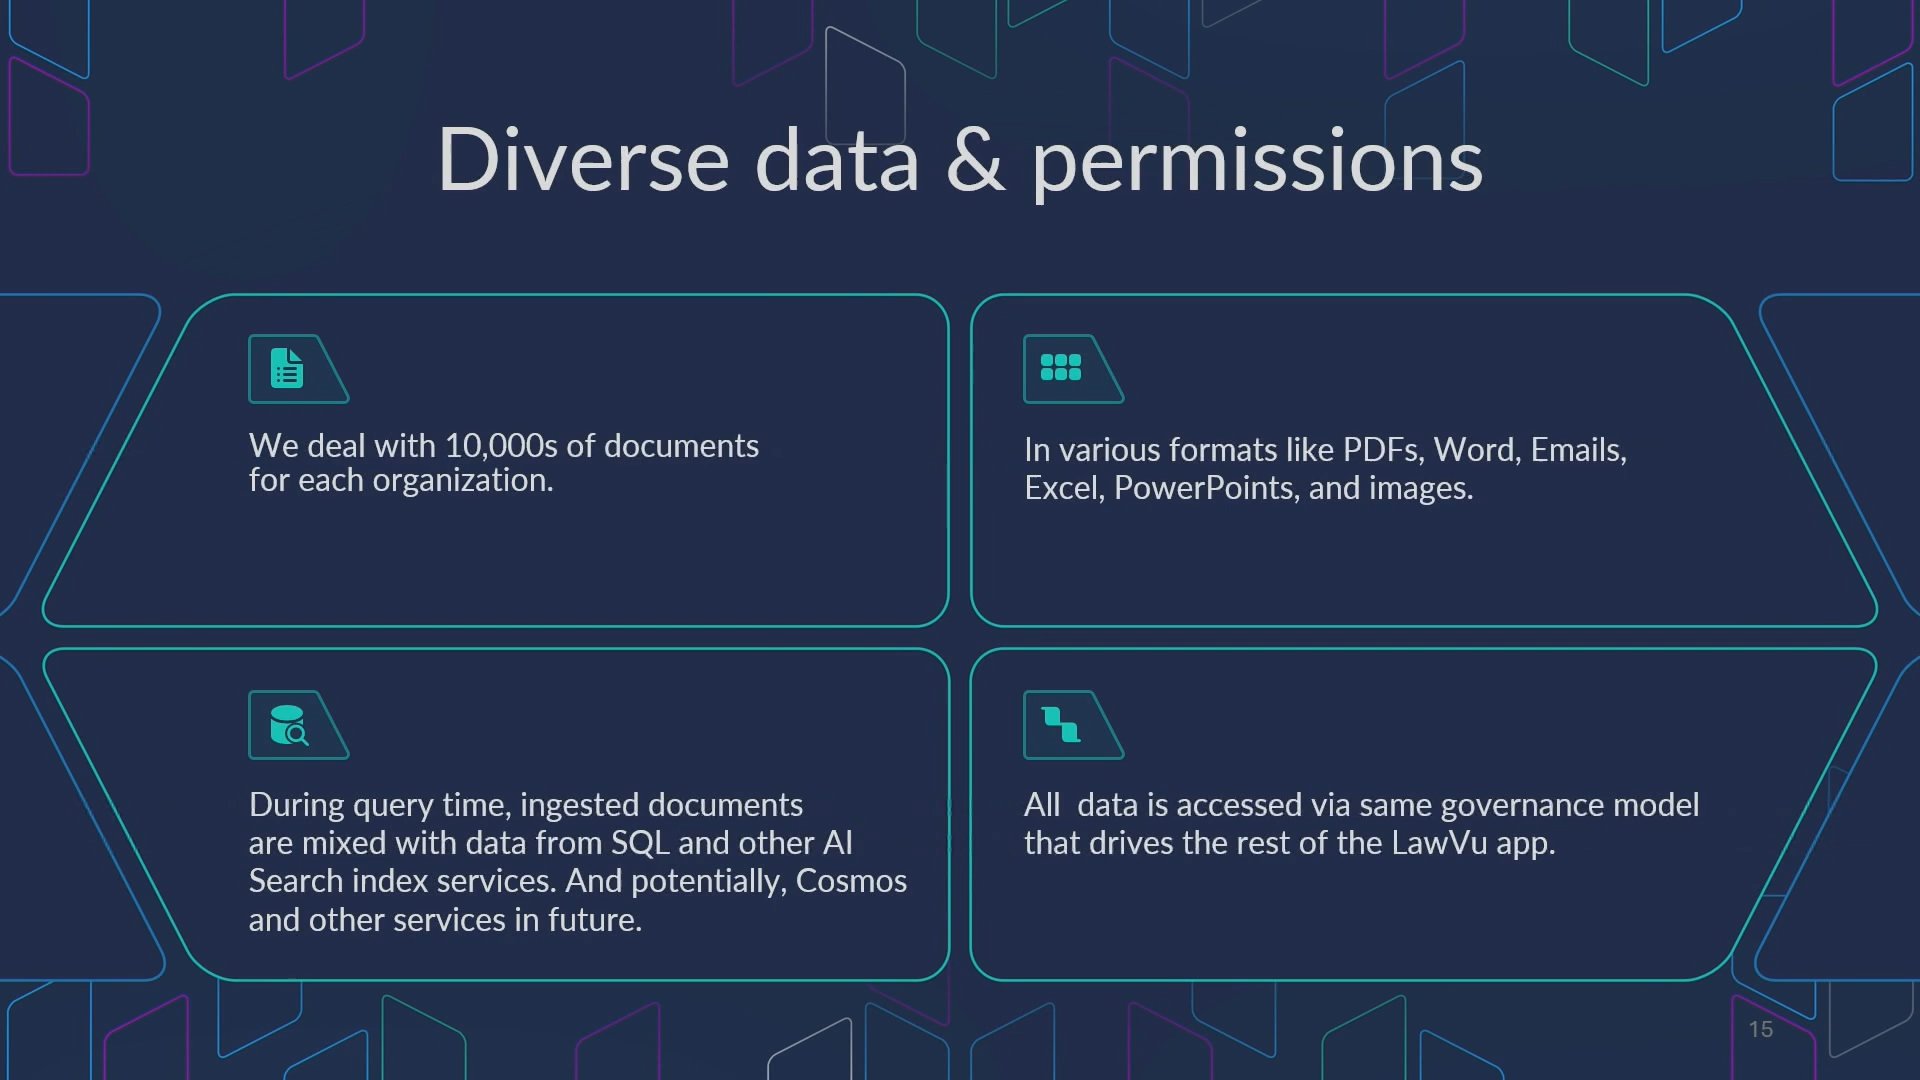 Diverse data & permissions
We deal with 10,000s of documents
for each organization.
In various formats like PDFs, Word, Emails,
Excel, PowerPoints, and images.
During query time, ingested documents
are mixed with data from SQL and other AI
Search index services. And potentially, Cosmos
and other services in future.
All  data is accessed via same governance model
that drives the rest of the LawVu app.
15